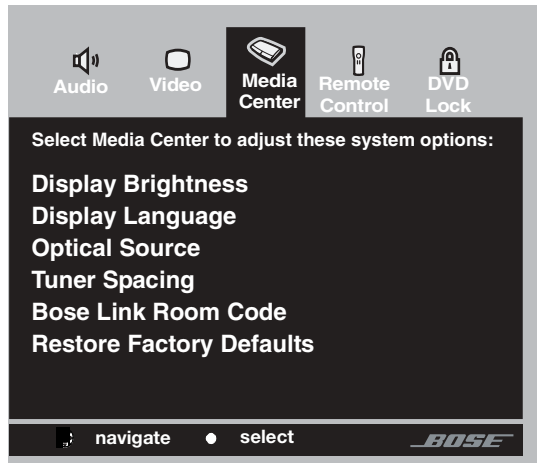 Audio
Video
Media
Center
Remote
Control
DVD
Lock
Select Media Center to adjust these system options:
Display Brightness
Display Language
Optical Source
Tuner Spacing
Bose Link Room Code
Restore Factory Defaults
navigate select BOSE